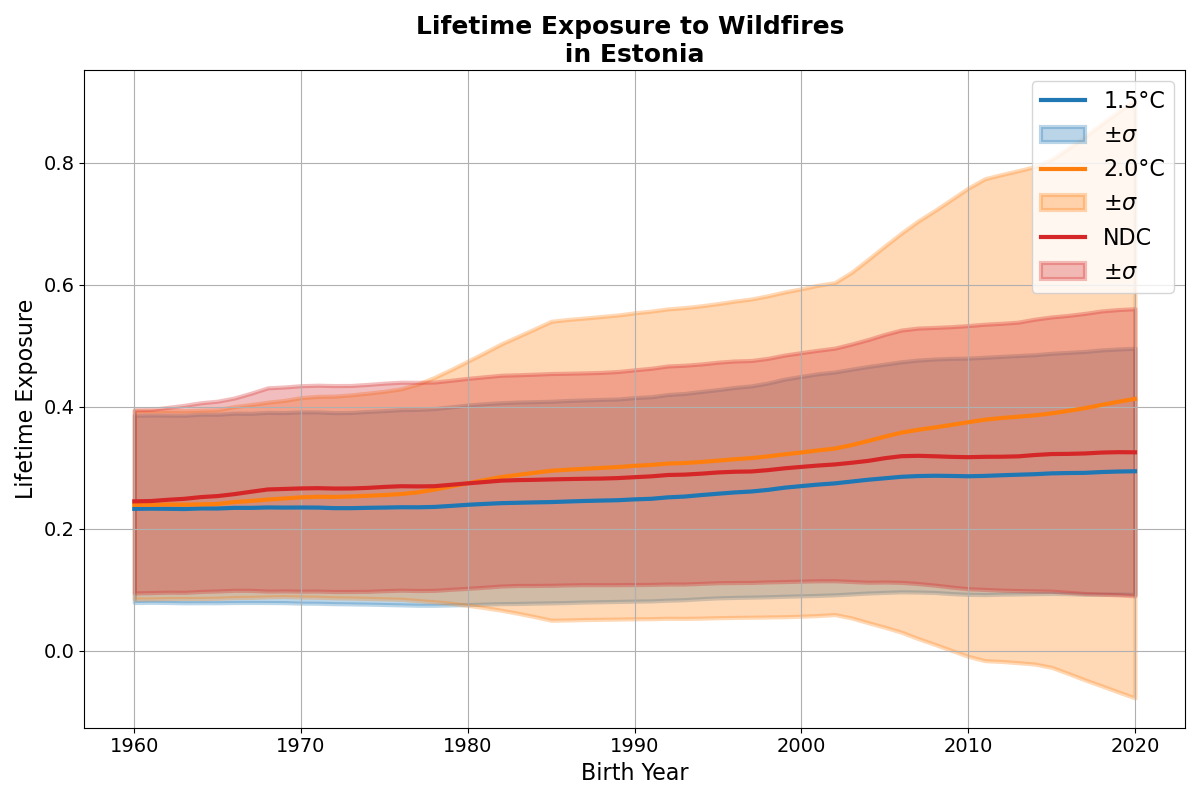 Lifetime Exposure to Wildfires
in Estonia
1.5°C
±σ
2.0°C
±σ
NDC
±σ
Lifetime Exposure
0.8
0.6
0.4
0.2
0.0
1960
1970
1980
1990
2000
2010
2020
Birth Year